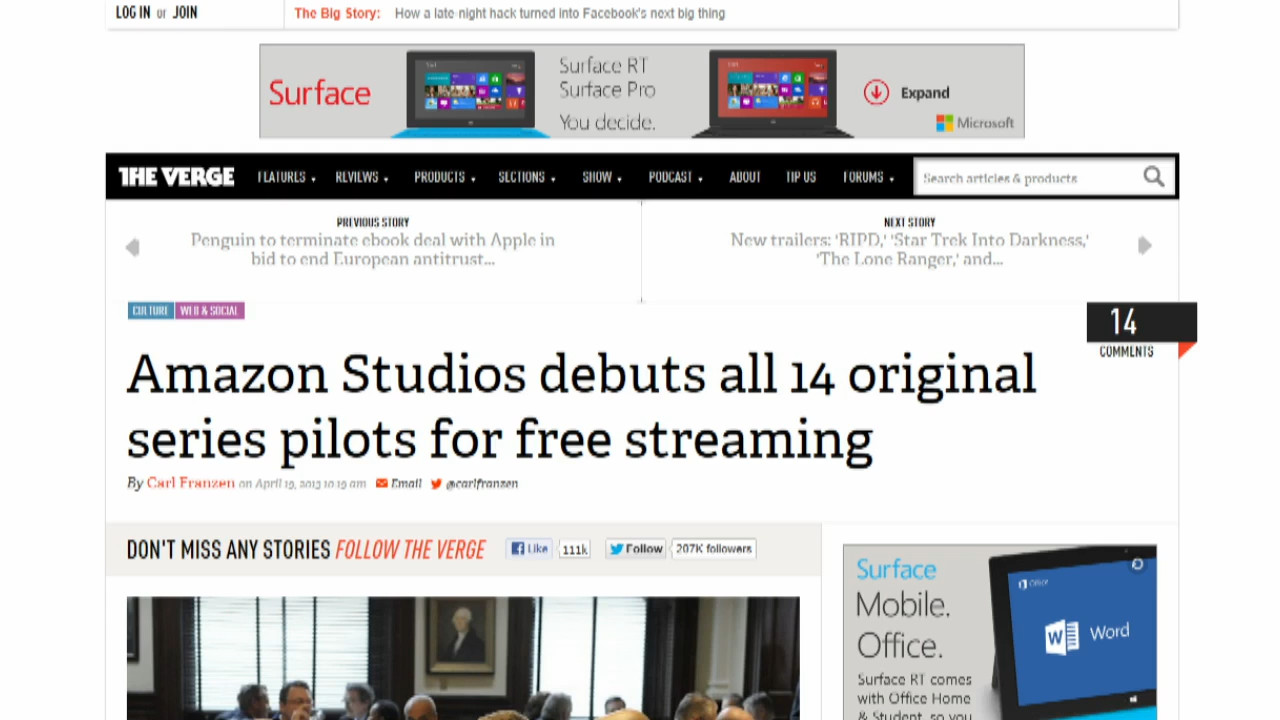 LOG IN or JOIN
The Big Story: How a late-night hack turned into Facebook's next big thing
Surface
Surface RT
Surface Pro
You decide.
Expand
Microsoft
THE VERGE FEATURES REVIEWS PRODUCTS SECTIONS SHOW PODCAST ABOUT TIP US FORUMS Search articles & products
PREVIOUS STORY
Penguin to terminate ebook deal with Apple in
bid to end European antitrust...
NEXT STORY
New trailers: 'RIPD,' 'Star Trek Into Darkness,'
'The Lone Ranger,' and...
CULTURE WEB & SOCIAL
14
COMMENTS
Amazon Studios debuts all 14 original
series pilots for free streaming
By Carl Franzen on April 19, 2013 10:19 am Email @carlfranzen
DON'T MISS ANY STORIES FOLLOW THE VERGE Like 111k Follow 207K followers
Surface
Mobile.
Office.
Surface RT comes
with Office Home
& Student, so you
Office
Word